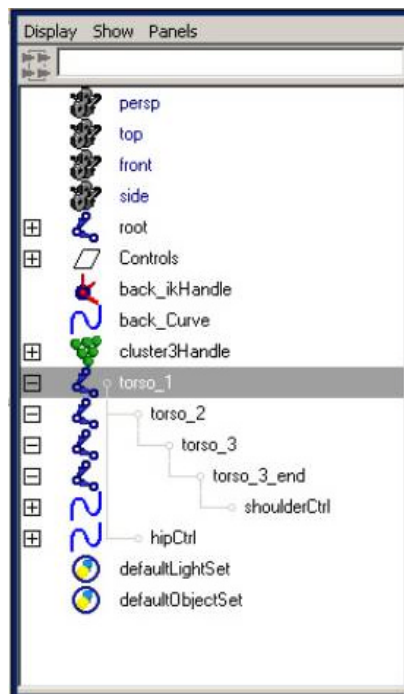 Display Show Panels
persp
top
front
side
root
Controls
back_ikHandle
back_Curve
cluster3Handle
torso_1
torso_2
torso_3
torso_3_end
shoulderCtrl
hipCtrl
defaultLightSet
defaultObjectSet